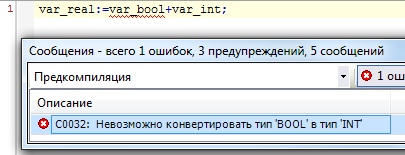 1 var_real:=var_bool+var_int;
Сообщения - всего 1 ошибок, 3 предупреждений, 5 сообщений
Предкомпиляция 1 ош
Описание
C0032: Невозможно конвертировать тип 'BOOL' в тип 'INT'